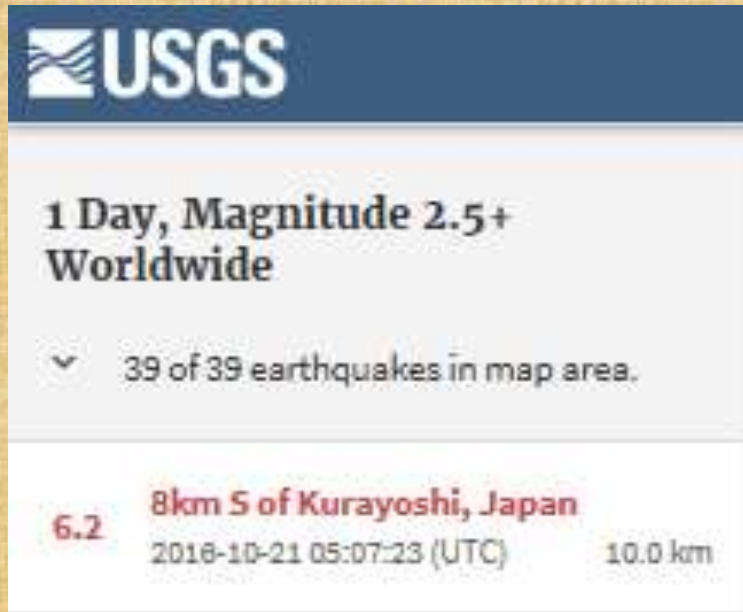 USGS
1 Day, Magnitude 2.5+
Worldwide
39 of 39 earthquakes in map area.
6.2
8km S of Kurayoshi, Japan
2016-10-21 05:07:23 (UTC) 10.0 km